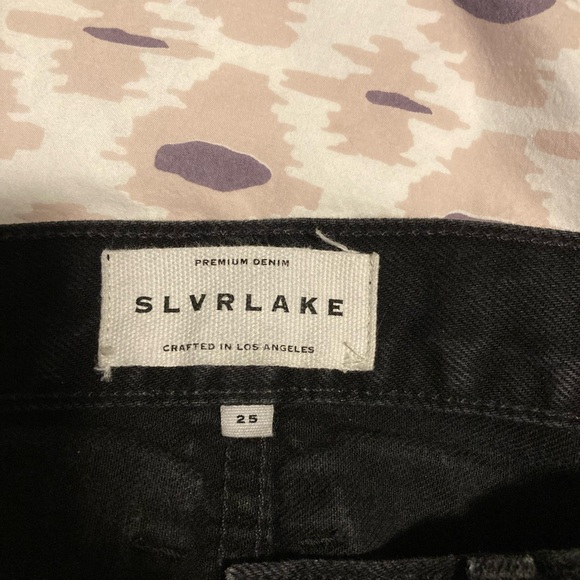 PREMIUM DENIM
SLVRLAKE
CRAFTED IN LOS ANGELES
25